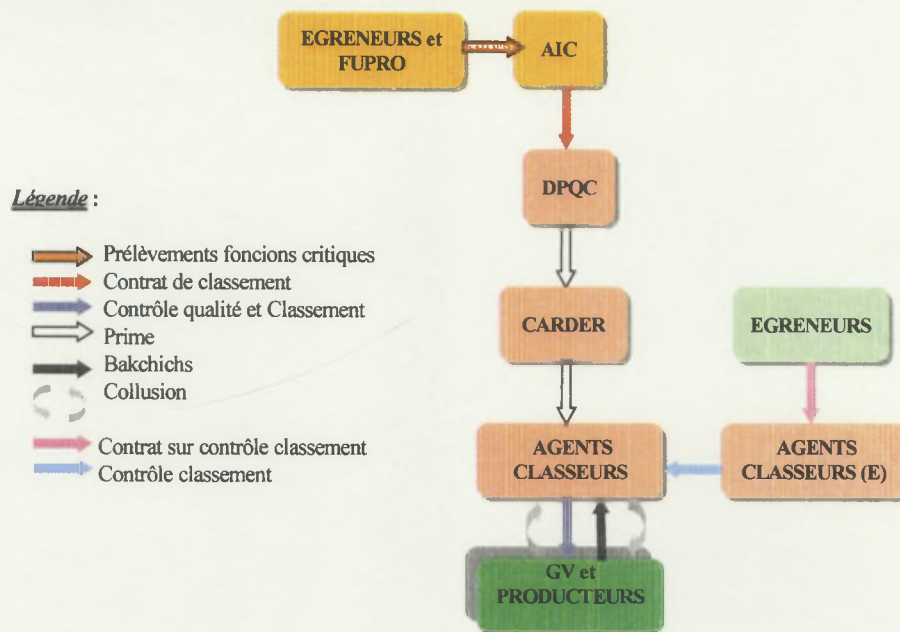 EGRENEURS et
FUPRO
AIC
DPQC
Légende :
Prélèvements foncions critiques
Contrat de classement
Contrôle qualité et Classement
Prime
Bakchichs
Collusion
Contrat sur contrôle classement
Contrôle classement
CARDER
EGRENEURS
AGENTS
CLASSEURS
AGENTS
CLASSEURS (E)
GV et
PRODUCTEURS